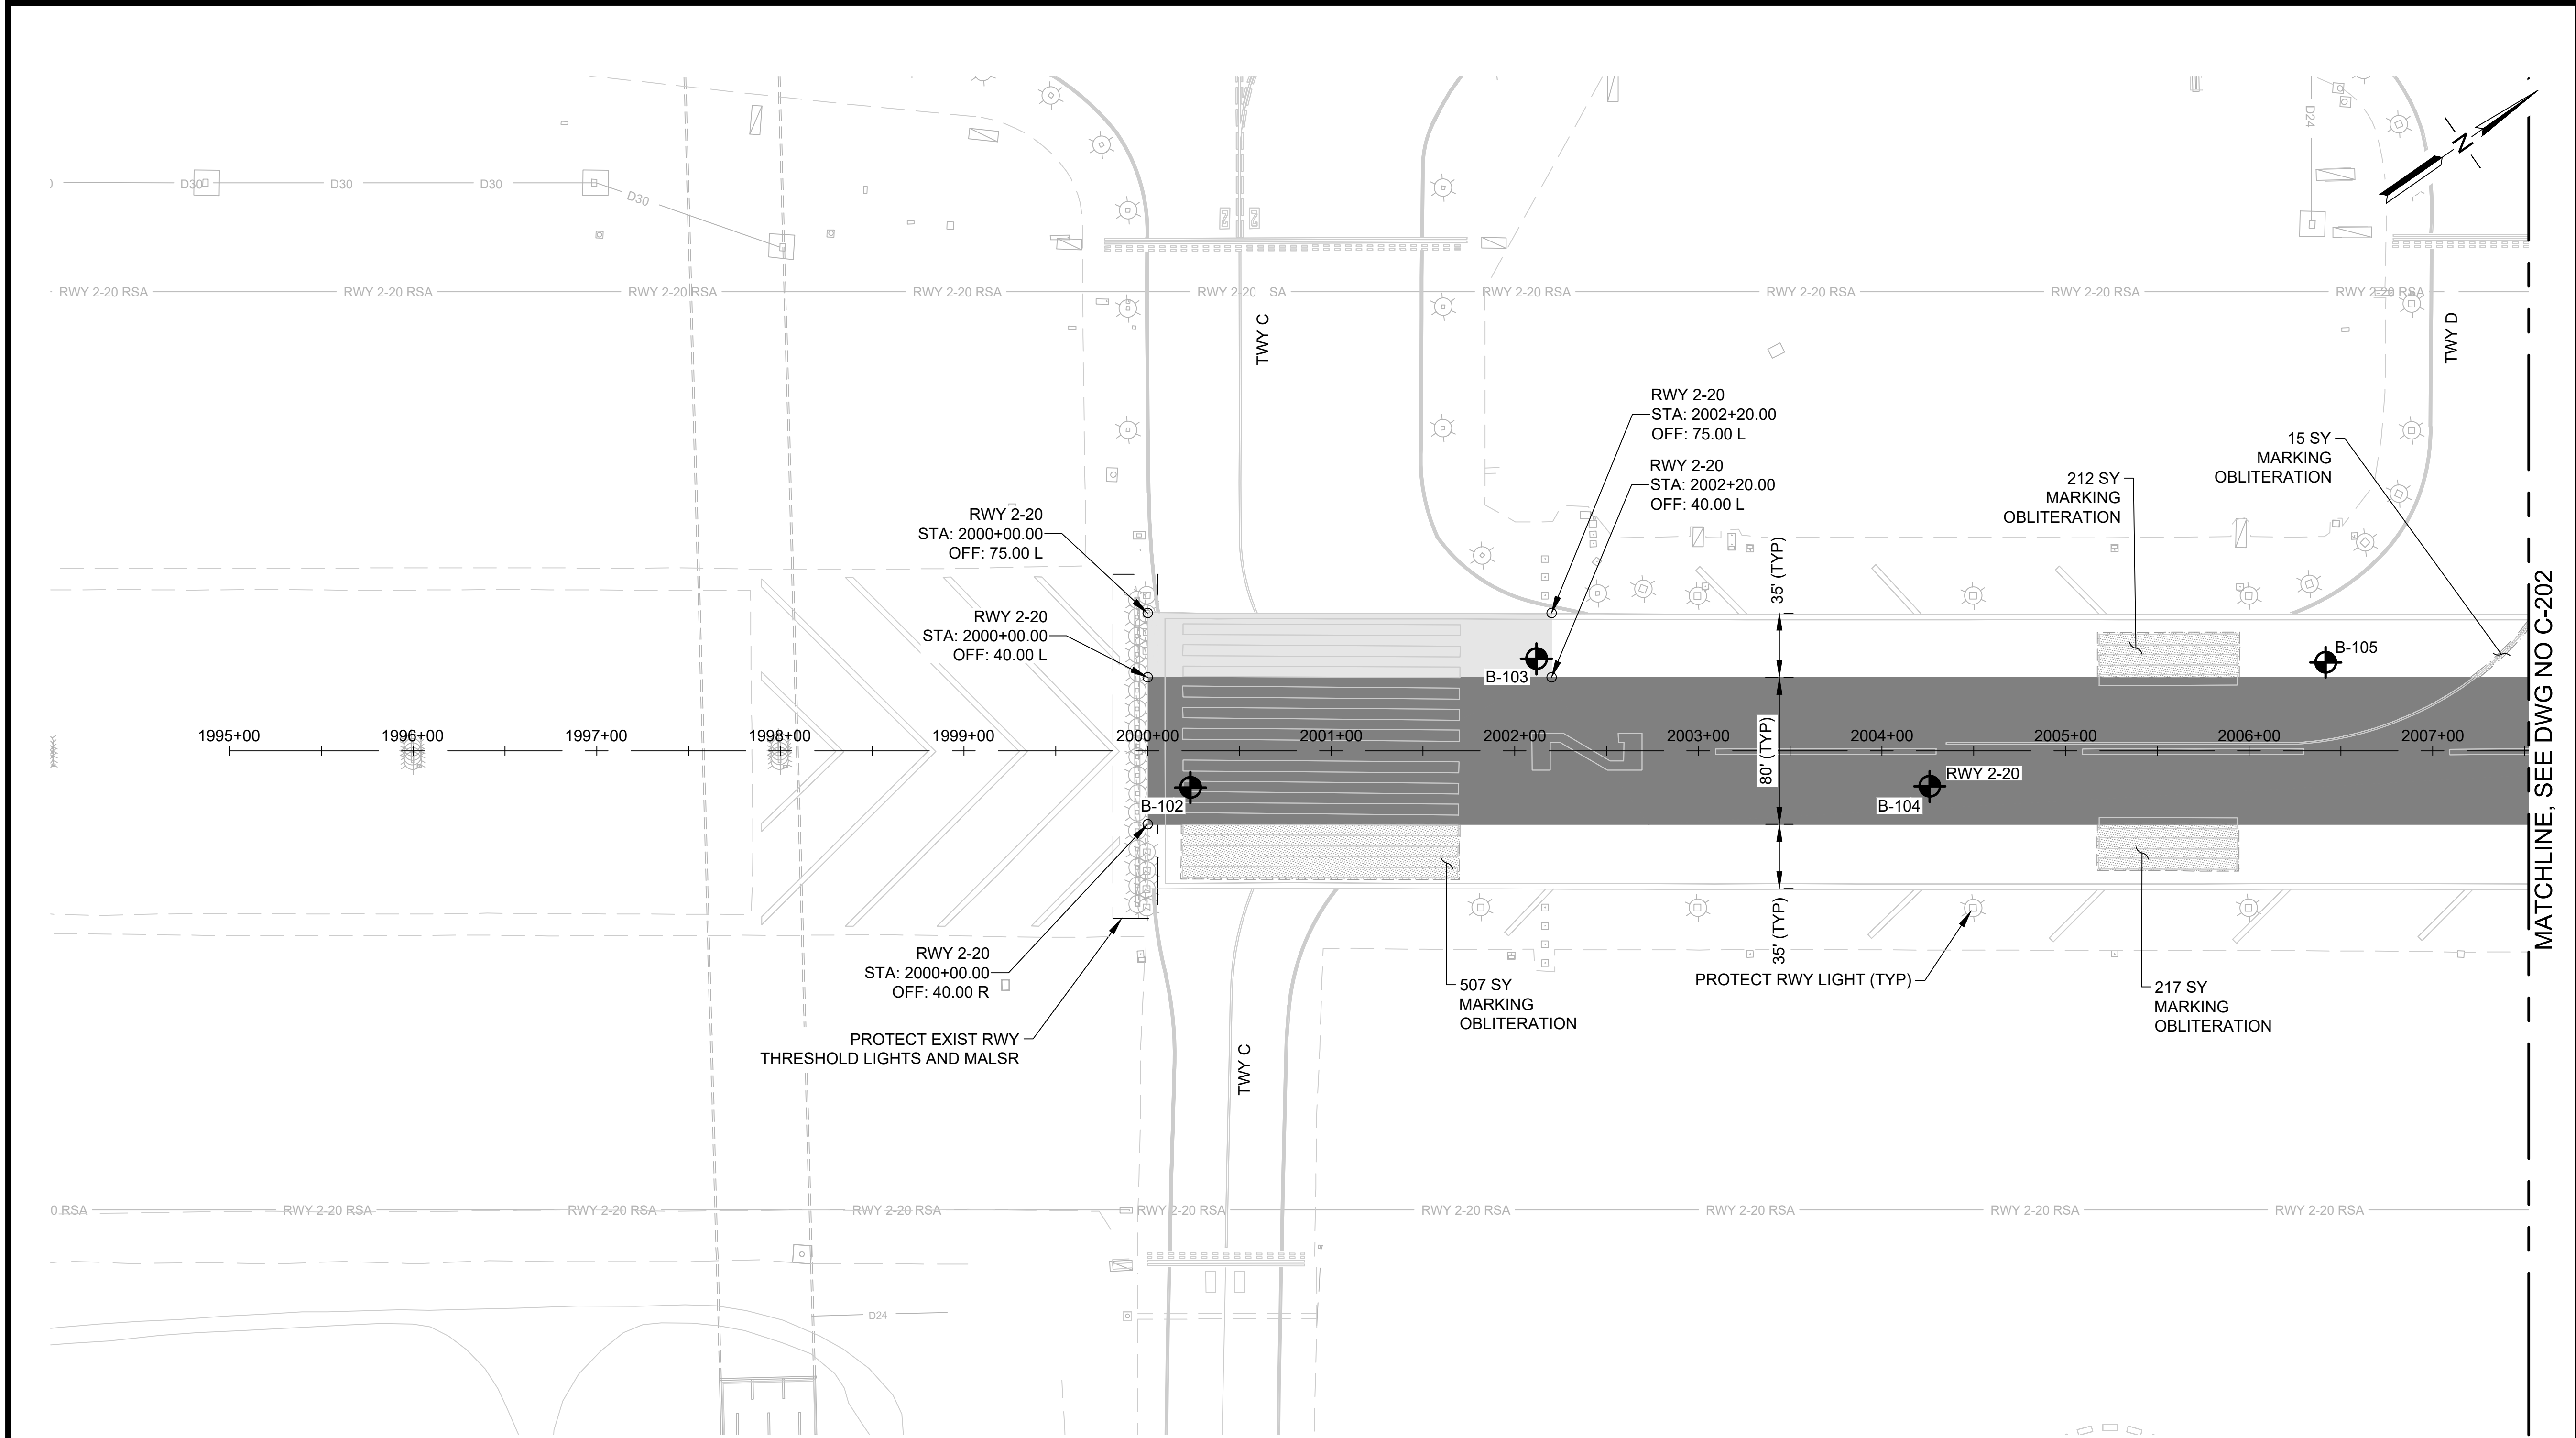 N
D24
D30
D30
D30
D30
RWY 2-20 RSA
RWY 2-20 RSA
RWY 2-20 RSA
RWY 2-20 RSA
RWY 2-20 SA
RWY 2-20 RSA
RWY 2-20 RSA
RWY 2-20 RSA
RWY 2-20 RSA
TWY C
TWY D
RWY 2-20
STA: 2002+20.00
OFF: 75.00 L
RWY 2-20
STA: 2002+20.00
OFF: 40.00 L
15 SY
MARKING
OBLITERATION
212 SY
MARKING
OBLITERATION
RWY 2-20
STA: 2000+00.00
OFF: 75.00 L
35' (TYP)
RWY 2-20
STA: 2000+00.00
OFF: 40.00 L
B-103
B-105
MATCHLINE, SEE DWG NO C-202
1995+00
1996+00
1997+00
1998+00
1999+00
2000+00
2001+00
2002+00
2003+00
2004+00
2005+00
2006+00
2007+00
2
80' (TYP)
RWY 2-20
B-102
B-104
35' (TYP)
RWY 2-20
STA: 2000+00.00
OFF: 40.00 R
PROTECT RWY LIGHT (TYP)
507 SY
MARKING
OBLITERATION
217 SY
MARKING
OBLITERATION
PROTECT EXIST RWY
THRESHOLD LIGHTS AND MALSR
TWY C
0 RSA
RWY 2-20 RSA
RWY 2-20 RSA
RWY 2-20 RSA
RWY 2-20 RSA
RWY 2-20 RSA
RWY 2-20 RSA
RWY 2-20 RSA
RWY 2-20 RSA
D24